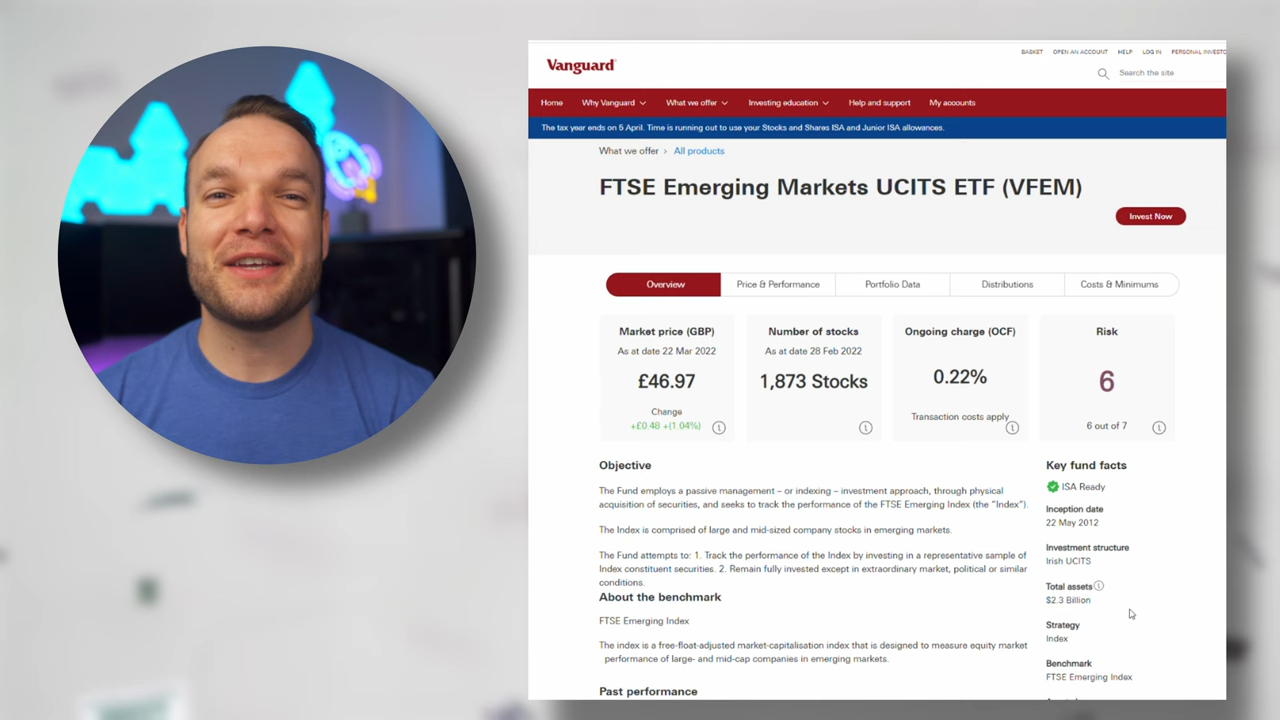 Vanguard
BASKET OPEN AN ACCOUNT HELP LOG IN PERSONAL
Search the site
Home Why Vanguard What we offer Investing education Help and support My accounts
The tax year ends on 5 April. Time is running out to use your Stocks and Shares ISA and Junior ISA allowances.
What we offer > All products
FTSE Emerging Markets UCITS ETF (VFEM)
Invest Now
Overview Price & Performance Portfolio Data Distributions Costs & Minimums
Market price (GBP)
As at date 22 Mar 2022
£46.97
Change
+£0.48 +(1.04%)
Number of stocks
As at date 28 Feb 2022
1,873 Stocks
Ongoing charge (OCF)
0.22%
Transaction costs apply
Risk
6
6 out of 7
Objective
The Fund employs a passive management – or indexing – investment approach, through physical
acquisition of securities, and seeks to track the performance of the FTSE Emerging Index (the "Index").
The Index is comprised of large and mid-sized company stocks in emerging markets.
The Fund attempts to: 1. Track the performance of the Index by investing in a representative sample of
Index constituent securities. 2. Remain fully invested except in extraordinary market, political or similar
conditions.
About the benchmark
FTSE Emerging Index
The index is a free-float-adjusted market-capitalisation index that is designed to measure equity market
performance of large- and mid-cap companies in emerging markets.
Past performance
Key fund facts
ISA Ready
Inception date
22 May 2012
Investment structure
Irish UCITS
Total assets
$2.3 Billion
Strategy
Index
Benchmark
FTSE Emerging Index